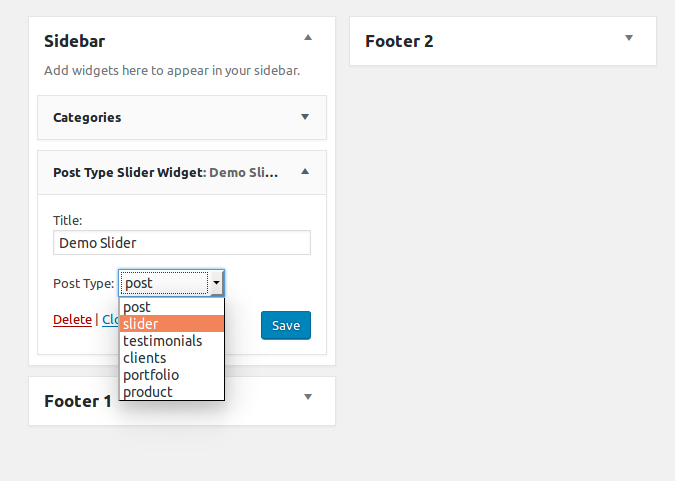 Sidebar
Add widgets here to appear in your sidebar.
Categories
Post Type Slider Widget: Demo Sli...
Title:
Demo Slider
Post Type: post
post
slider
testimonials
clients
portfolio
product
Delete | Clo
Save
Footer 1
Footer 2